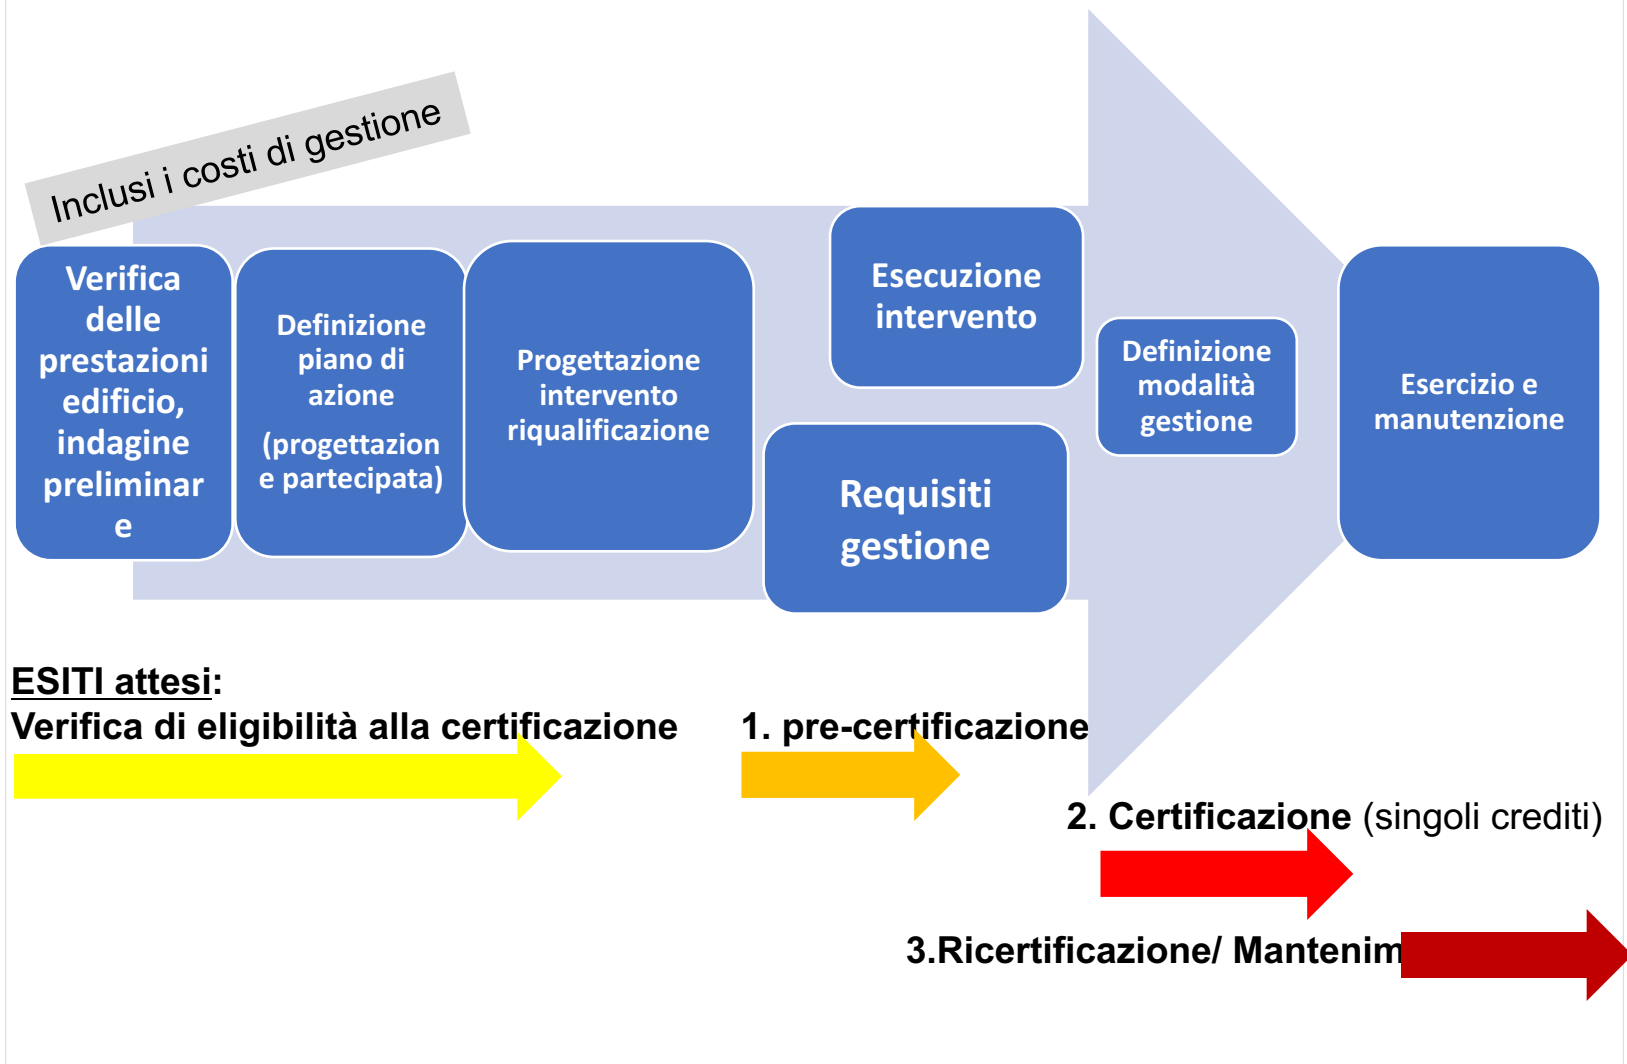 Inclusi i costi di gestione
Verifica
delle
prestazioni
edificio,
indagine
preliminar
e
Definizione
piano di
azione
(progettazion
e partecipata)
Progettazione
intervento
riqualificazione
Esecuzione
intervento
Requisiti
gestione
Definizione
modalità
gestione
Esercizio e
manutenzione
ESITI attesi:
Verifica di eligibilità alla certificazione
1. pre-certificazione
2. Certificazione (singoli crediti)
3.Ricertificazione/ Mantenim